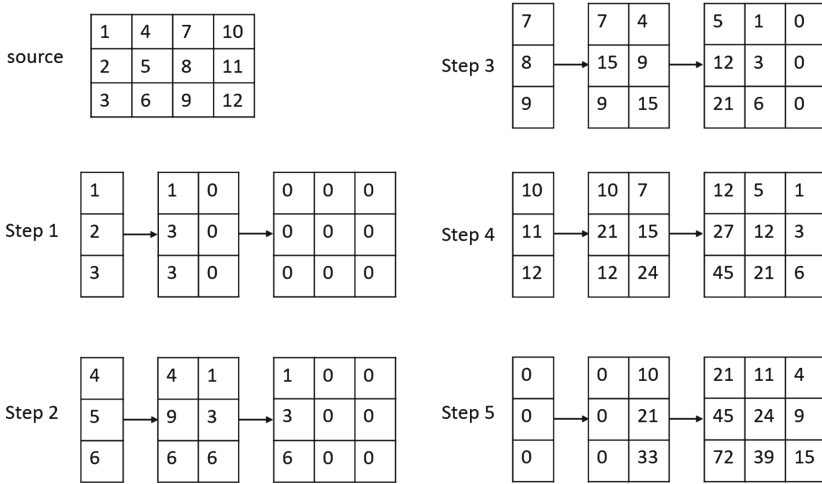 source
1 4 7 10
2 5 8 11
3 6 9 12
Step 1
1 1 0 0 0 0
2 3 0 0 0 0
3 3 0 0 0 0
Step 2
4 4 1 1 0 0
5 9 3 3 0 0
6 6 6 6 0 0
Step 3
7 7 4 5 1 0
8 15 9 12 3 0
9 9 15 21 6 0
Step 4
10 10 7 12 5 1
11 21 15 27 12 3
12 12 24 45 21 6
Step 5
0 0 10 21 11 4
0 0 21 45 24 9
0 0 33 72 39 15